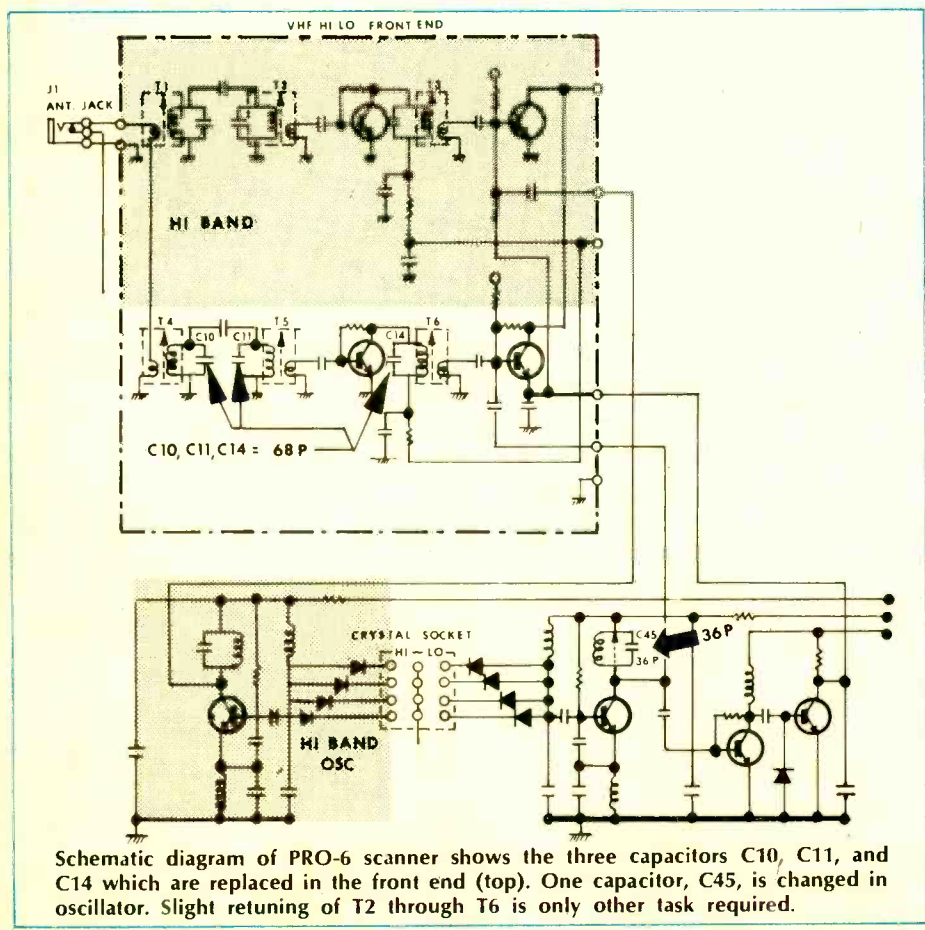 VHF HI LO FRONT END
J1
ANT. JACK
T1
T2
T3
HI BAND
T4
C10
C11
T5
C14
T6
C10, C11, C14 = 68 P
CRYSTAL SOCKET
HI – LO
C45
36 P
36 P
HI BAND
OSC
Schematic diagram of PRO-6 scanner shows the three capacitors C10, C11, and
C14 which are replaced in the front end (top). One capacitor, C45, is changed in
oscillator. Slight retuning of T2 through T6 is only other task required.